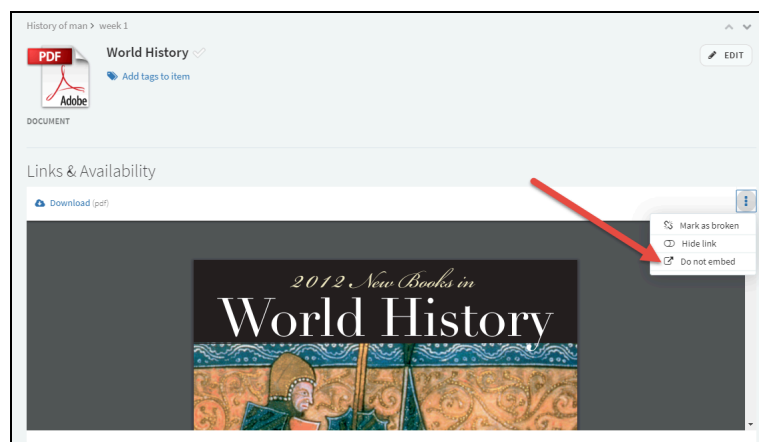 History of man > week 1
PDF
Adobe
World History
EDIT
Add tags to item
DOCUMENT
Links & Availability
Download (pdf)
Mark as broken
Hide link
Do not embed
2012 New Books in
World History